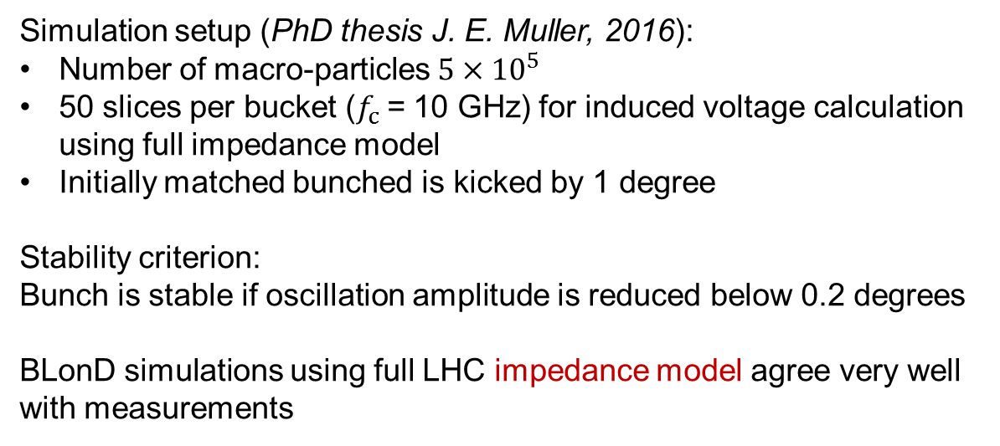 Simulation setup (PhD thesis J. E. Muller, 2016):
• Number of macro-particles 5 × 10⁵
• 50 slices per bucket (f_c = 10 GHz) for induced voltage calculation
using full impedance model
• Initially matched bunched is kicked by 1 degree
Stability criterion:
Bunch is stable if oscillation amplitude is reduced below 0.2 degrees
BLonD simulations using full LHC impedance model agree very well
with measurements